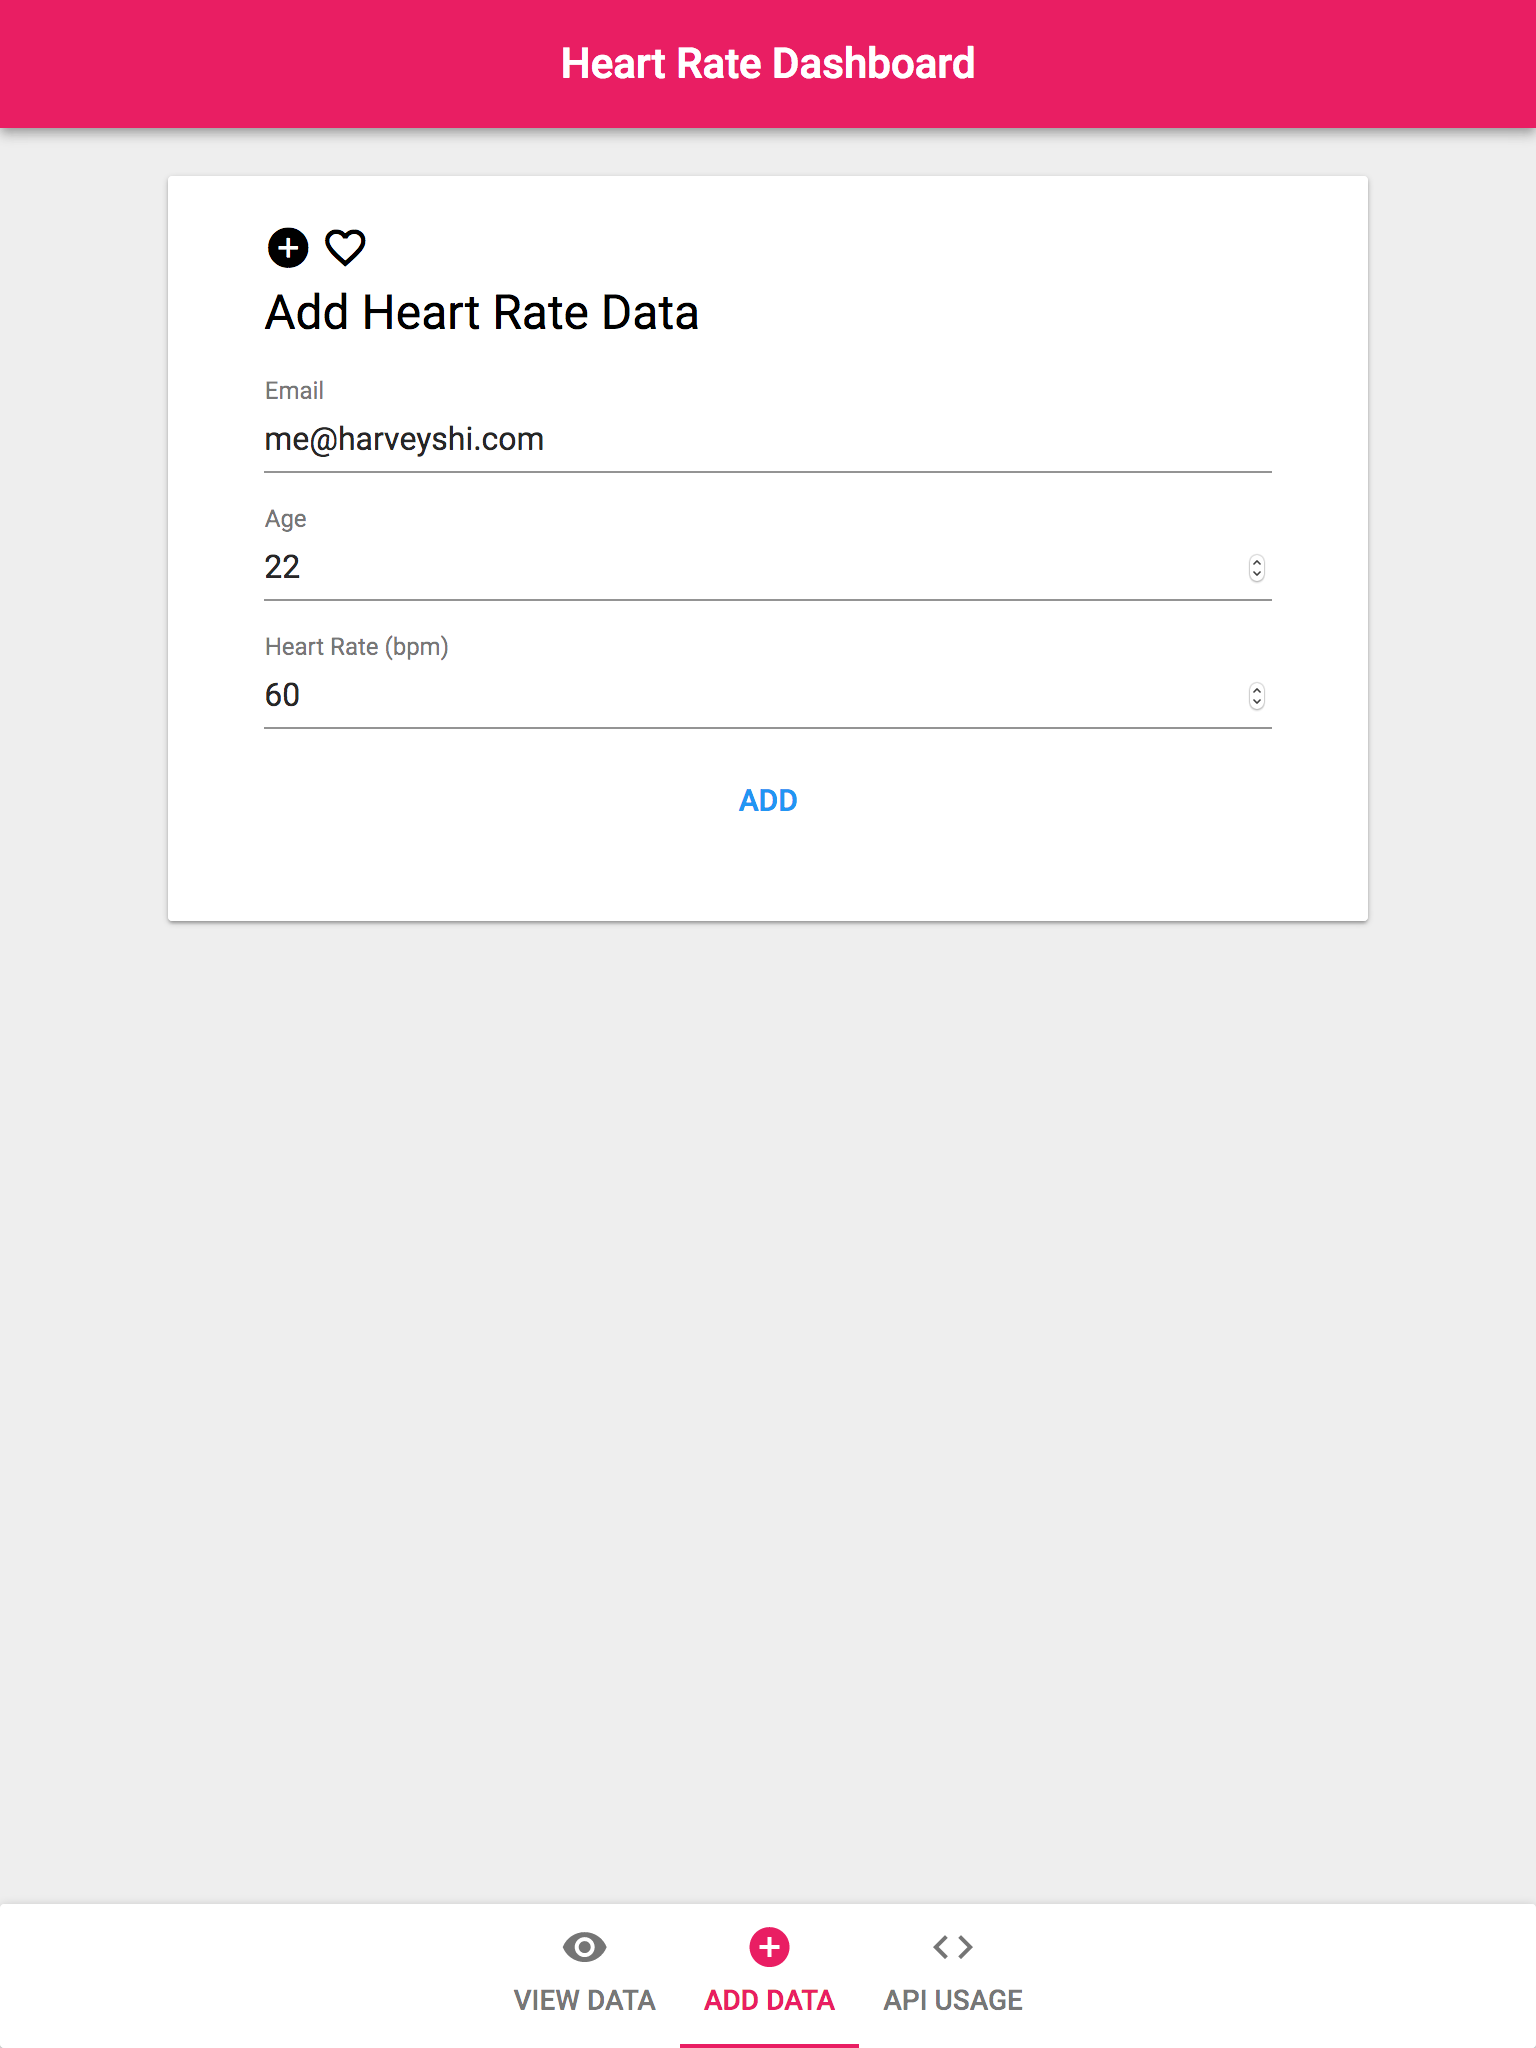 Heart Rate Dashboard
Add Heart Rate Data
Email
me@harveyshi.com
Age
22
Heart Rate (bpm)
60
ADD
VIEW DATA
ADD DATA
API USAGE